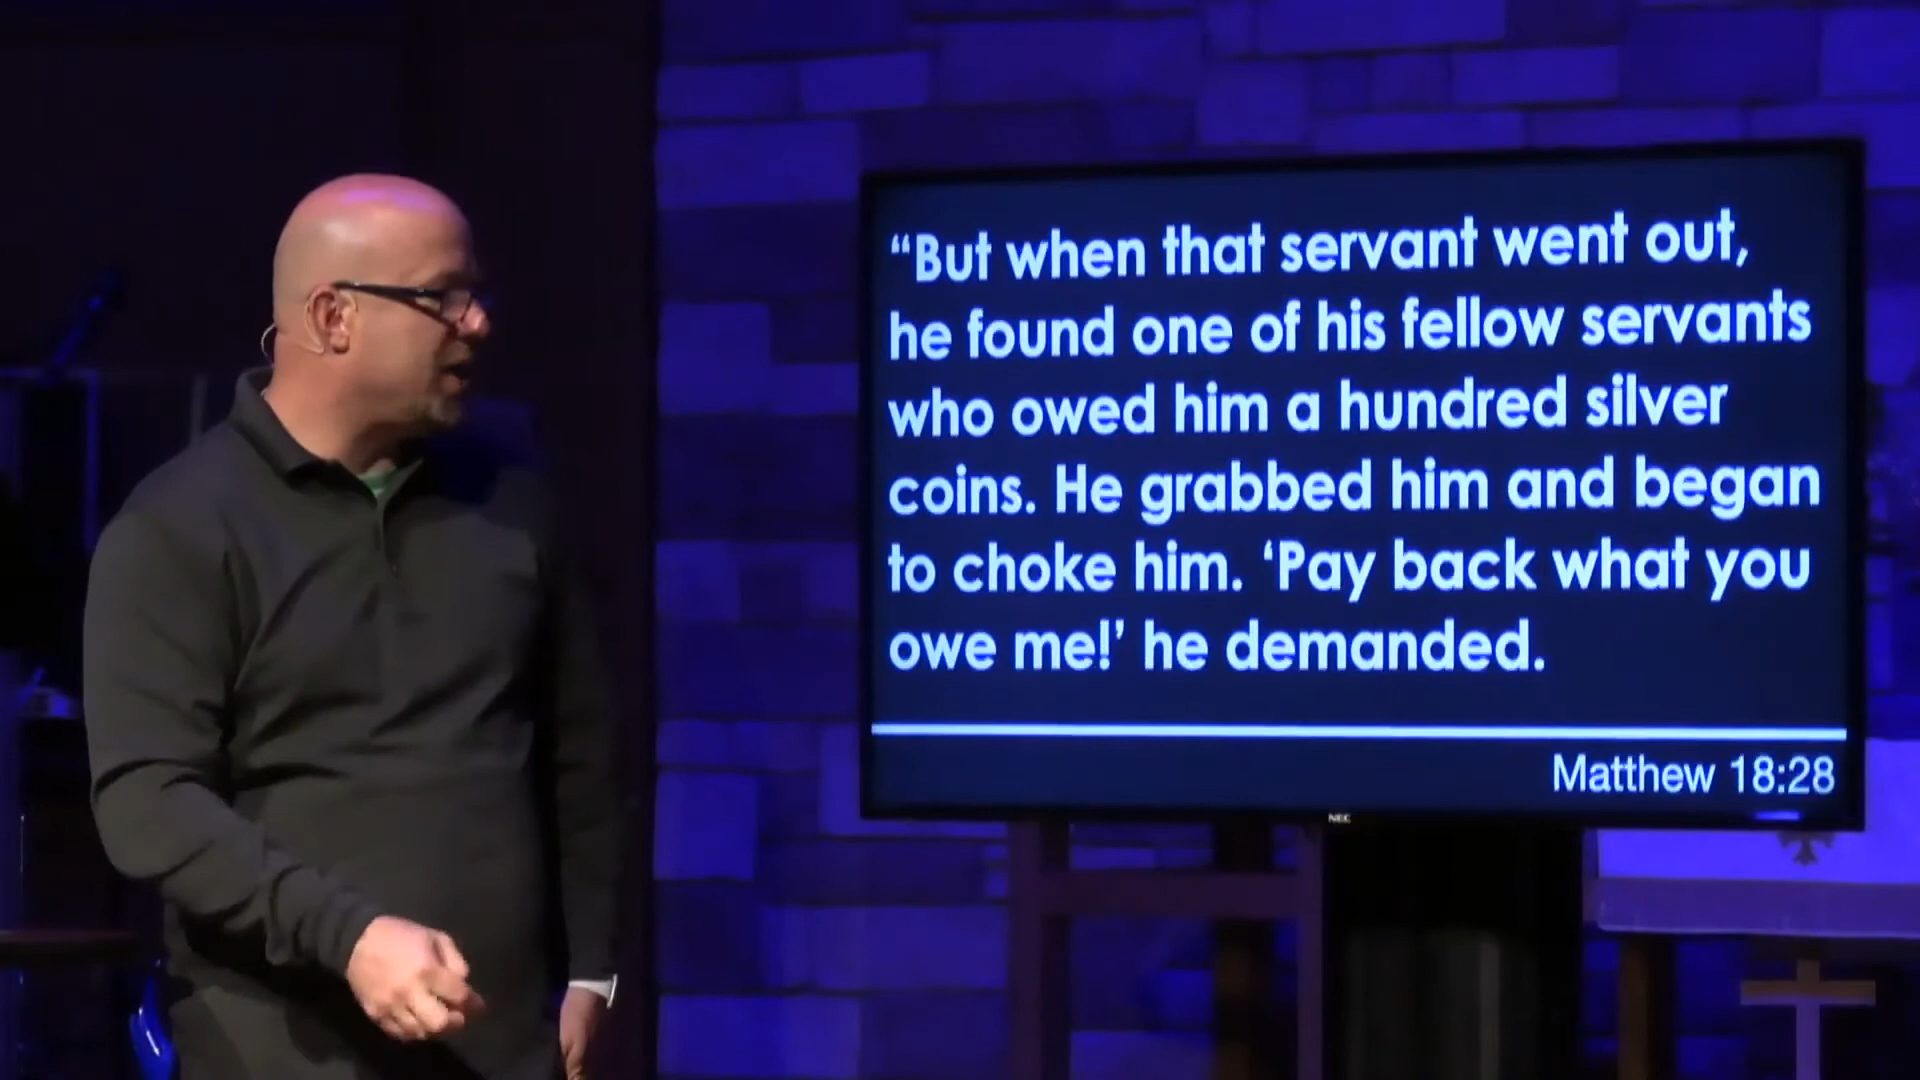 “But when that servant went out,
he found one of his fellow servants
who owed him a hundred silver
coins. He grabbed him and began
to choke him. ‘Pay back what you
owe me!’ he demanded.
Matthew 18:28
NEC